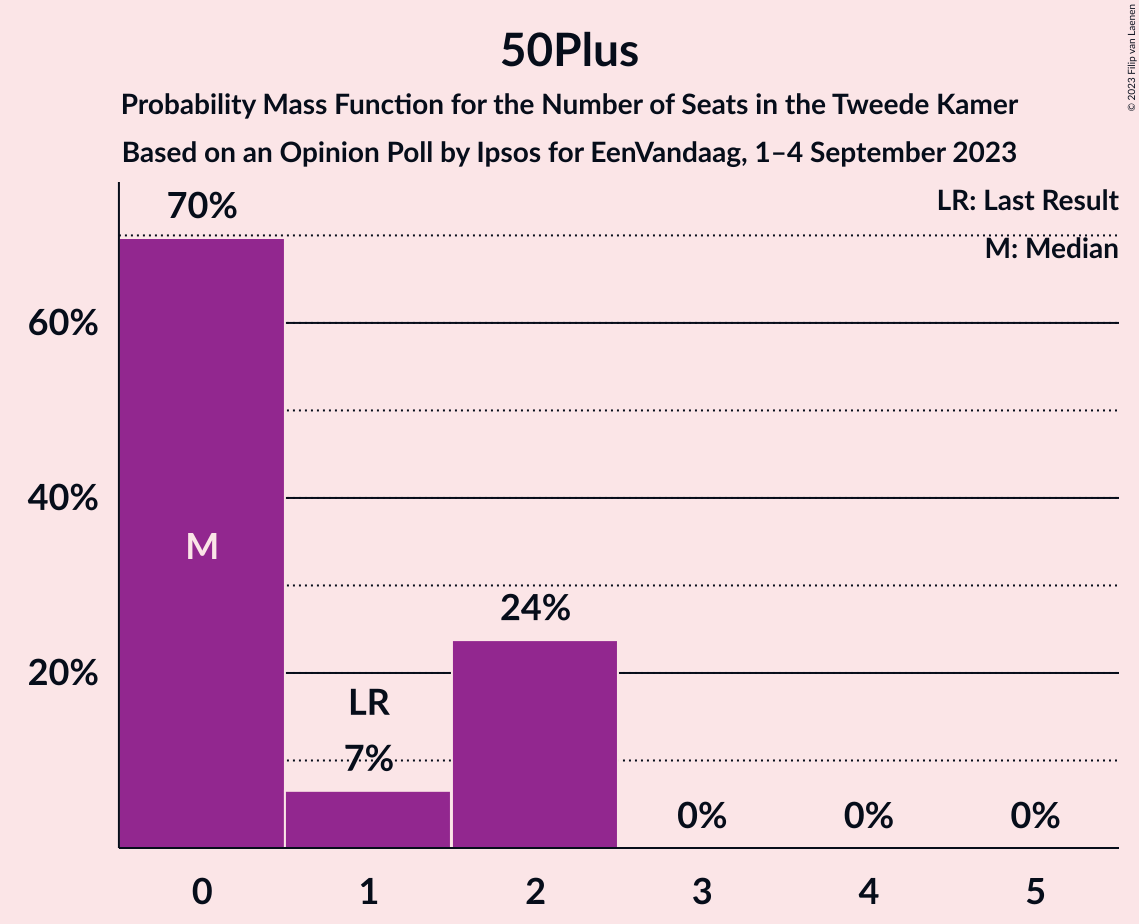 50Plus
Probability Mass Function for the Number of Seats in the Tweede Kamer
Based on an Opinion Poll by Ipsos for EenVandaag, 1–4 September 2023
© 2023 Filip van Laenen
LR: Last Result
M: Median
70%
60%
40%
M
24%
20%
LR
7%
0% 0% 0%
0 1 2 3 4 5